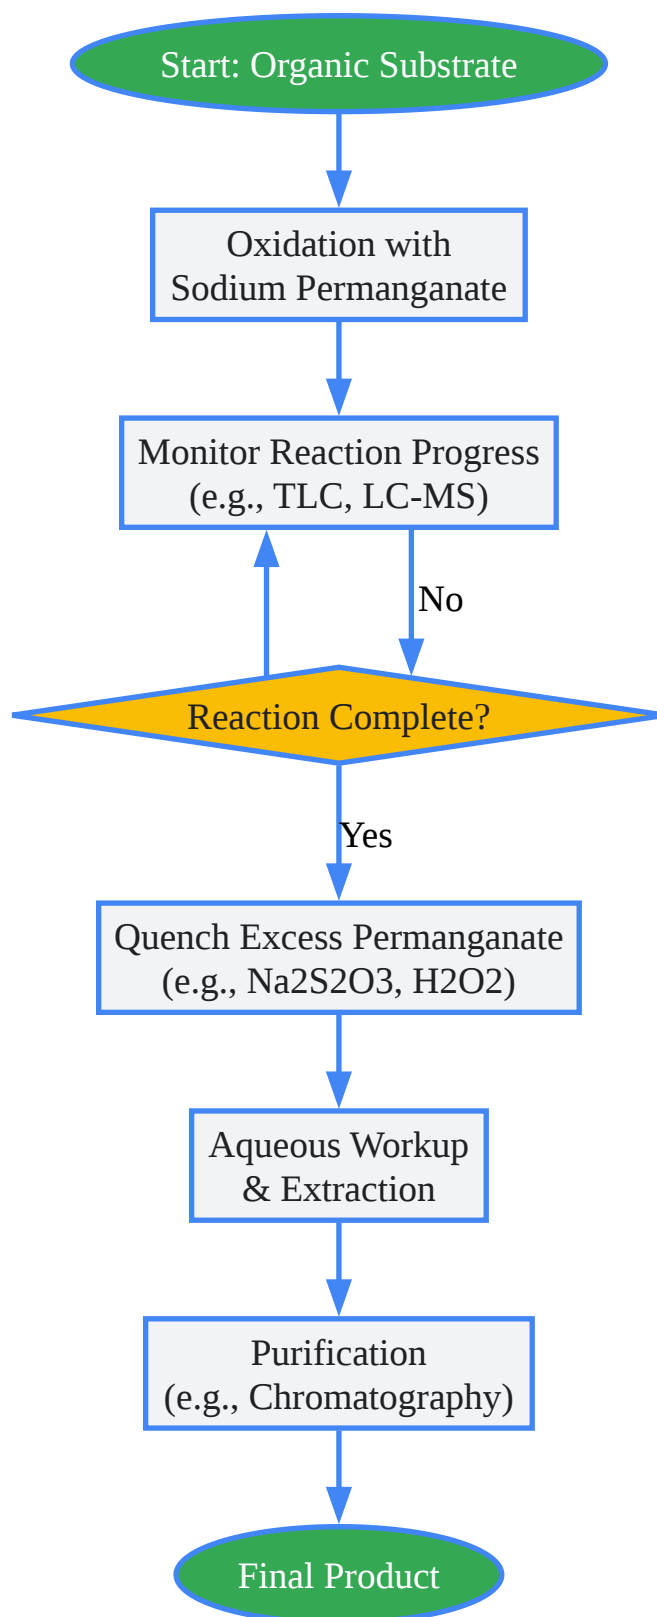 Start: Organic Substrate
Oxidation with
Sodium Permanganate
Monitor Reaction Progress
(e.g., TLC, LC-MS)
No
Reaction Complete?
Yes
Quench Excess Permanganate
(e.g., Na2S2O3, H2O2)
Aqueous Workup
& Extraction
Purification
(e.g., Chromatography)
Final Product